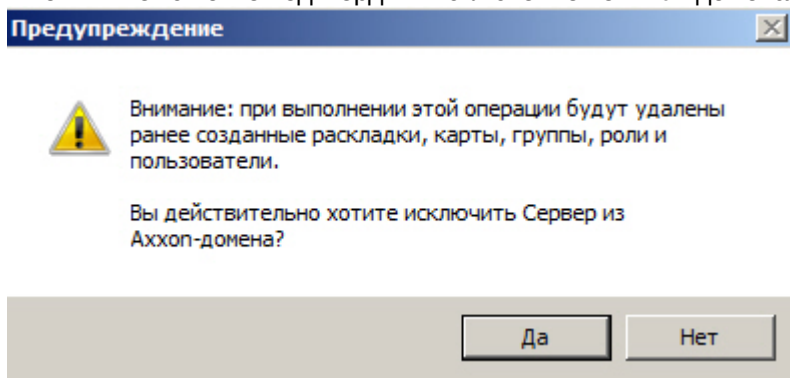 Предупреждение
Внимание: при выполнении этой операции будут удалены
ранее созданные раскладки, карты, группы, роли и
пользователи.
Вы действительно хотите исключить Сервер из
Axxon-домена?
Да
Нет